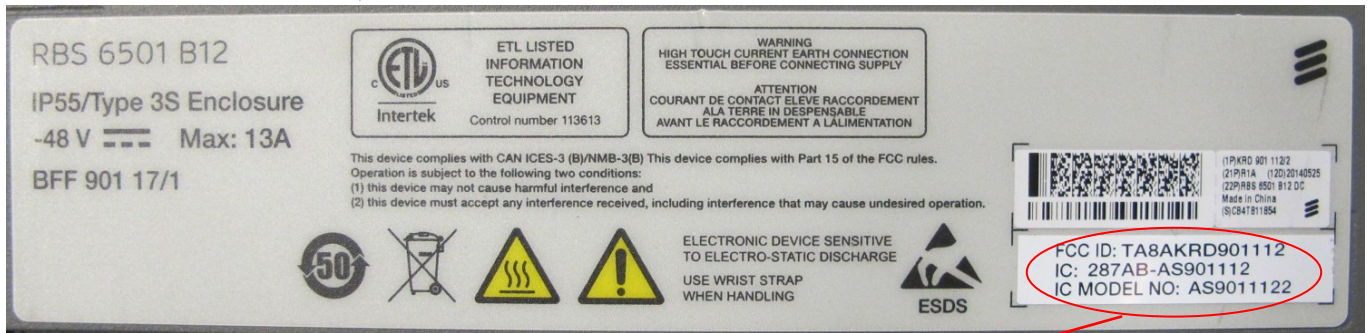 RBS 6501 B12
IP55/Type 3S Enclosure
-48 V Max: 13A
BFF 901 17/1
C ETL US
LISTED
Intertek
ETL LISTED
INFORMATION
TECHNOLOGY
EQUIPMENT
Control number 113613
WARNING
HIGH TOUCH CURRENT EARTH CONNECTION
ESSENTIAL BEFORE CONNECTING SUPPLY
ATTENTION
COURANT DE CONTACT ELEVE RACCORDEMENT
ALA TERRE IN DESPENSABLE
AVANT LE RACCORDEMENT A LÀLIMENTATION
This device complies with CAN ICES-3 (B)/NMB-3(B) This device complies with Part 15 of the FCC rules.
Operation is subject to the following two conditions:
(1) this device may not cause harmful interference and
(2) this device must accept any interference received, including interference that may cause undesired operation.
50
ELECTRONIC DEVICE SENSITIVE
TO ELECTRO-STATIC DISCHARGE
USE WRIST STRAP
WHEN HANDLING
ESDS
(1P)KRD 901 112/2
(21P)R1A (12D)20140525
(22P)RBS 6501 B12 DC
Made in China
(S)CB4T811854
FCC ID: TA8AKRD901112
IC: 287AB-AS901112
IC MODEL NO: AS9011122